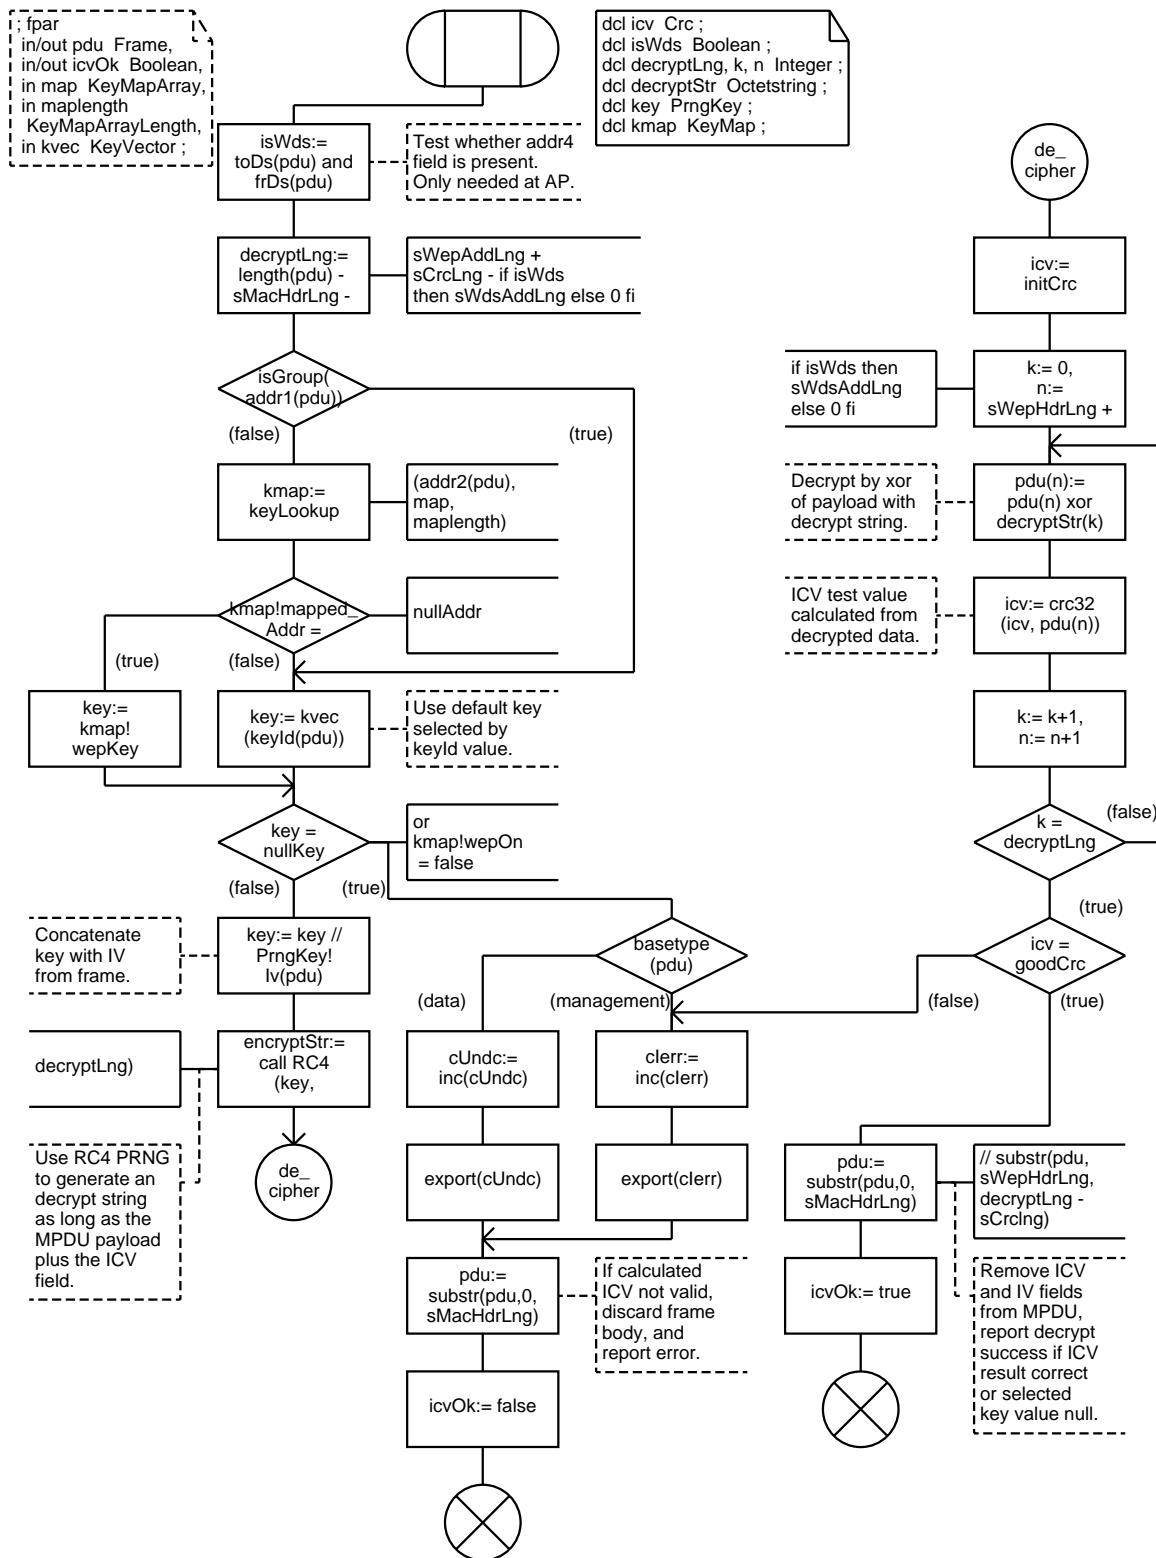 ; fpar
in/out pdu Frame,
in/out icvOk Boolean,
in map KeyMapArray,
in maplength
KeyMapArrayLength,
in kvec KeyVector ;
dcl icv Crc ;
dcl isWds Boolean ;
dcl decryptLng, k, n Integer ;
dcl decryptStr Octetstring ;
dcl key PrngKey ;
dcl kmap KeyMap ;
isWds:=
toDs(pdu) and
frDs(pdu)
Test whether addr4
field is present.
Only needed at AP.
decryptLng:=
length(pdu) -
sMacHdrLng -
sWepAddLng +
sCrcLng - if isWds
then sWdsAddLng else 0 fi
isGroup(
addr1(pdu))
(false)
(true)
kmap:=
keyLookup
(addr2(pdu),
map,
maplength)
kmap!mapped_
Addr =
nullAddr
(true)
(false)
key:=
kmap!
wepKey
key:= kvec
(keyId(pdu))
Use default key
selected by
keyId value.
key =
nullKey
or
kmap!wepOn
= false
(false)
(true)
Concatenate
key with IV
from frame.
key:= key //
PrngKey!
Iv(pdu)
decryptLng)
encryptStr:=
call RC4
(key,
Use RC4 PRNG
to generate an
decrypt string
as long as the
MPDU payload
plus the ICV
field.
de_
cipher
basetype
(pdu)
(data)
(management)
cUndc:=
inc(cUndc)
cIerr:=
inc(cIerr)
export(cUndc)
export(cIerr)
pdu:=
substr(pdu,0,
sMacHdrLng)
If calculated
ICV not valid,
discard frame
body, and
report error.
icvOk:= false
de_
cipher
icv:=
initCrc
if isWds then
sWdsAddLng
else 0 fi
k:= 0,
n:=
sWepHdrLng +
Decrypt by xor
of payload with
decrypt string.
pdu(n):=
pdu(n) xor
decryptStr(k)
ICV test value
calculated from
decrypted data.
icv:= crc32
(icv, pdu(n))
k:= k+1,
n:= n+1
k =
decryptLng
(false)
(true)
icv =
goodCrc
(false)
(true)
pdu:=
substr(pdu,0,
sMacHdrLng)
// substr(pdu,
sWepHdrLng,
decryptLng -
sCrclng)
icvOk:= true
Remove ICV
and IV fields
from MPDU,
report decrypt
success if ICV
result correct
or selected
key value null.